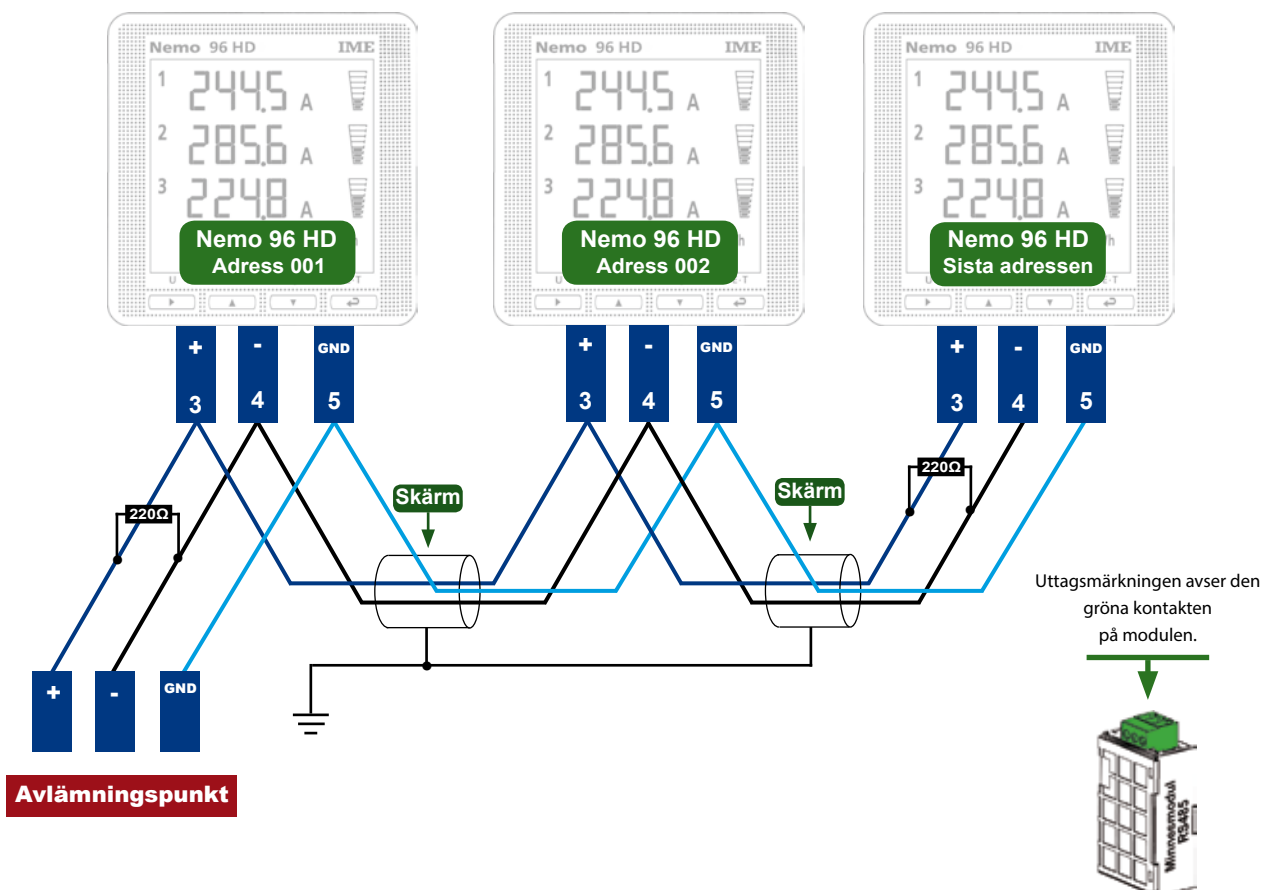 Nemo 96 HD IME
1 244.5 A
2 285.6 A
3 224.8 A
Nemo 96 HD
Adress 001
U
T
Nemo 96 HD IME
1 244.5 A
2 285.6 A
3 224.8 A
Nemo 96 HD
Adress 002
h
U
E-T
Nemo 96 HD IME
1 244.5 A
2 285.6 A
3 224.8 A
Nemo 96 HD
Sista adressen
h
U
E-T
+ - GND
3 4 5
+ - GND
3 4 5
+ - GND
3 4 5
220Ω
Skärm
Skärm
220Ω
+ - GND
Avlämningspunkt
Uttagsmärkningen avser den
gröna kontakten
på modulen.
Minnesmodul
RS485